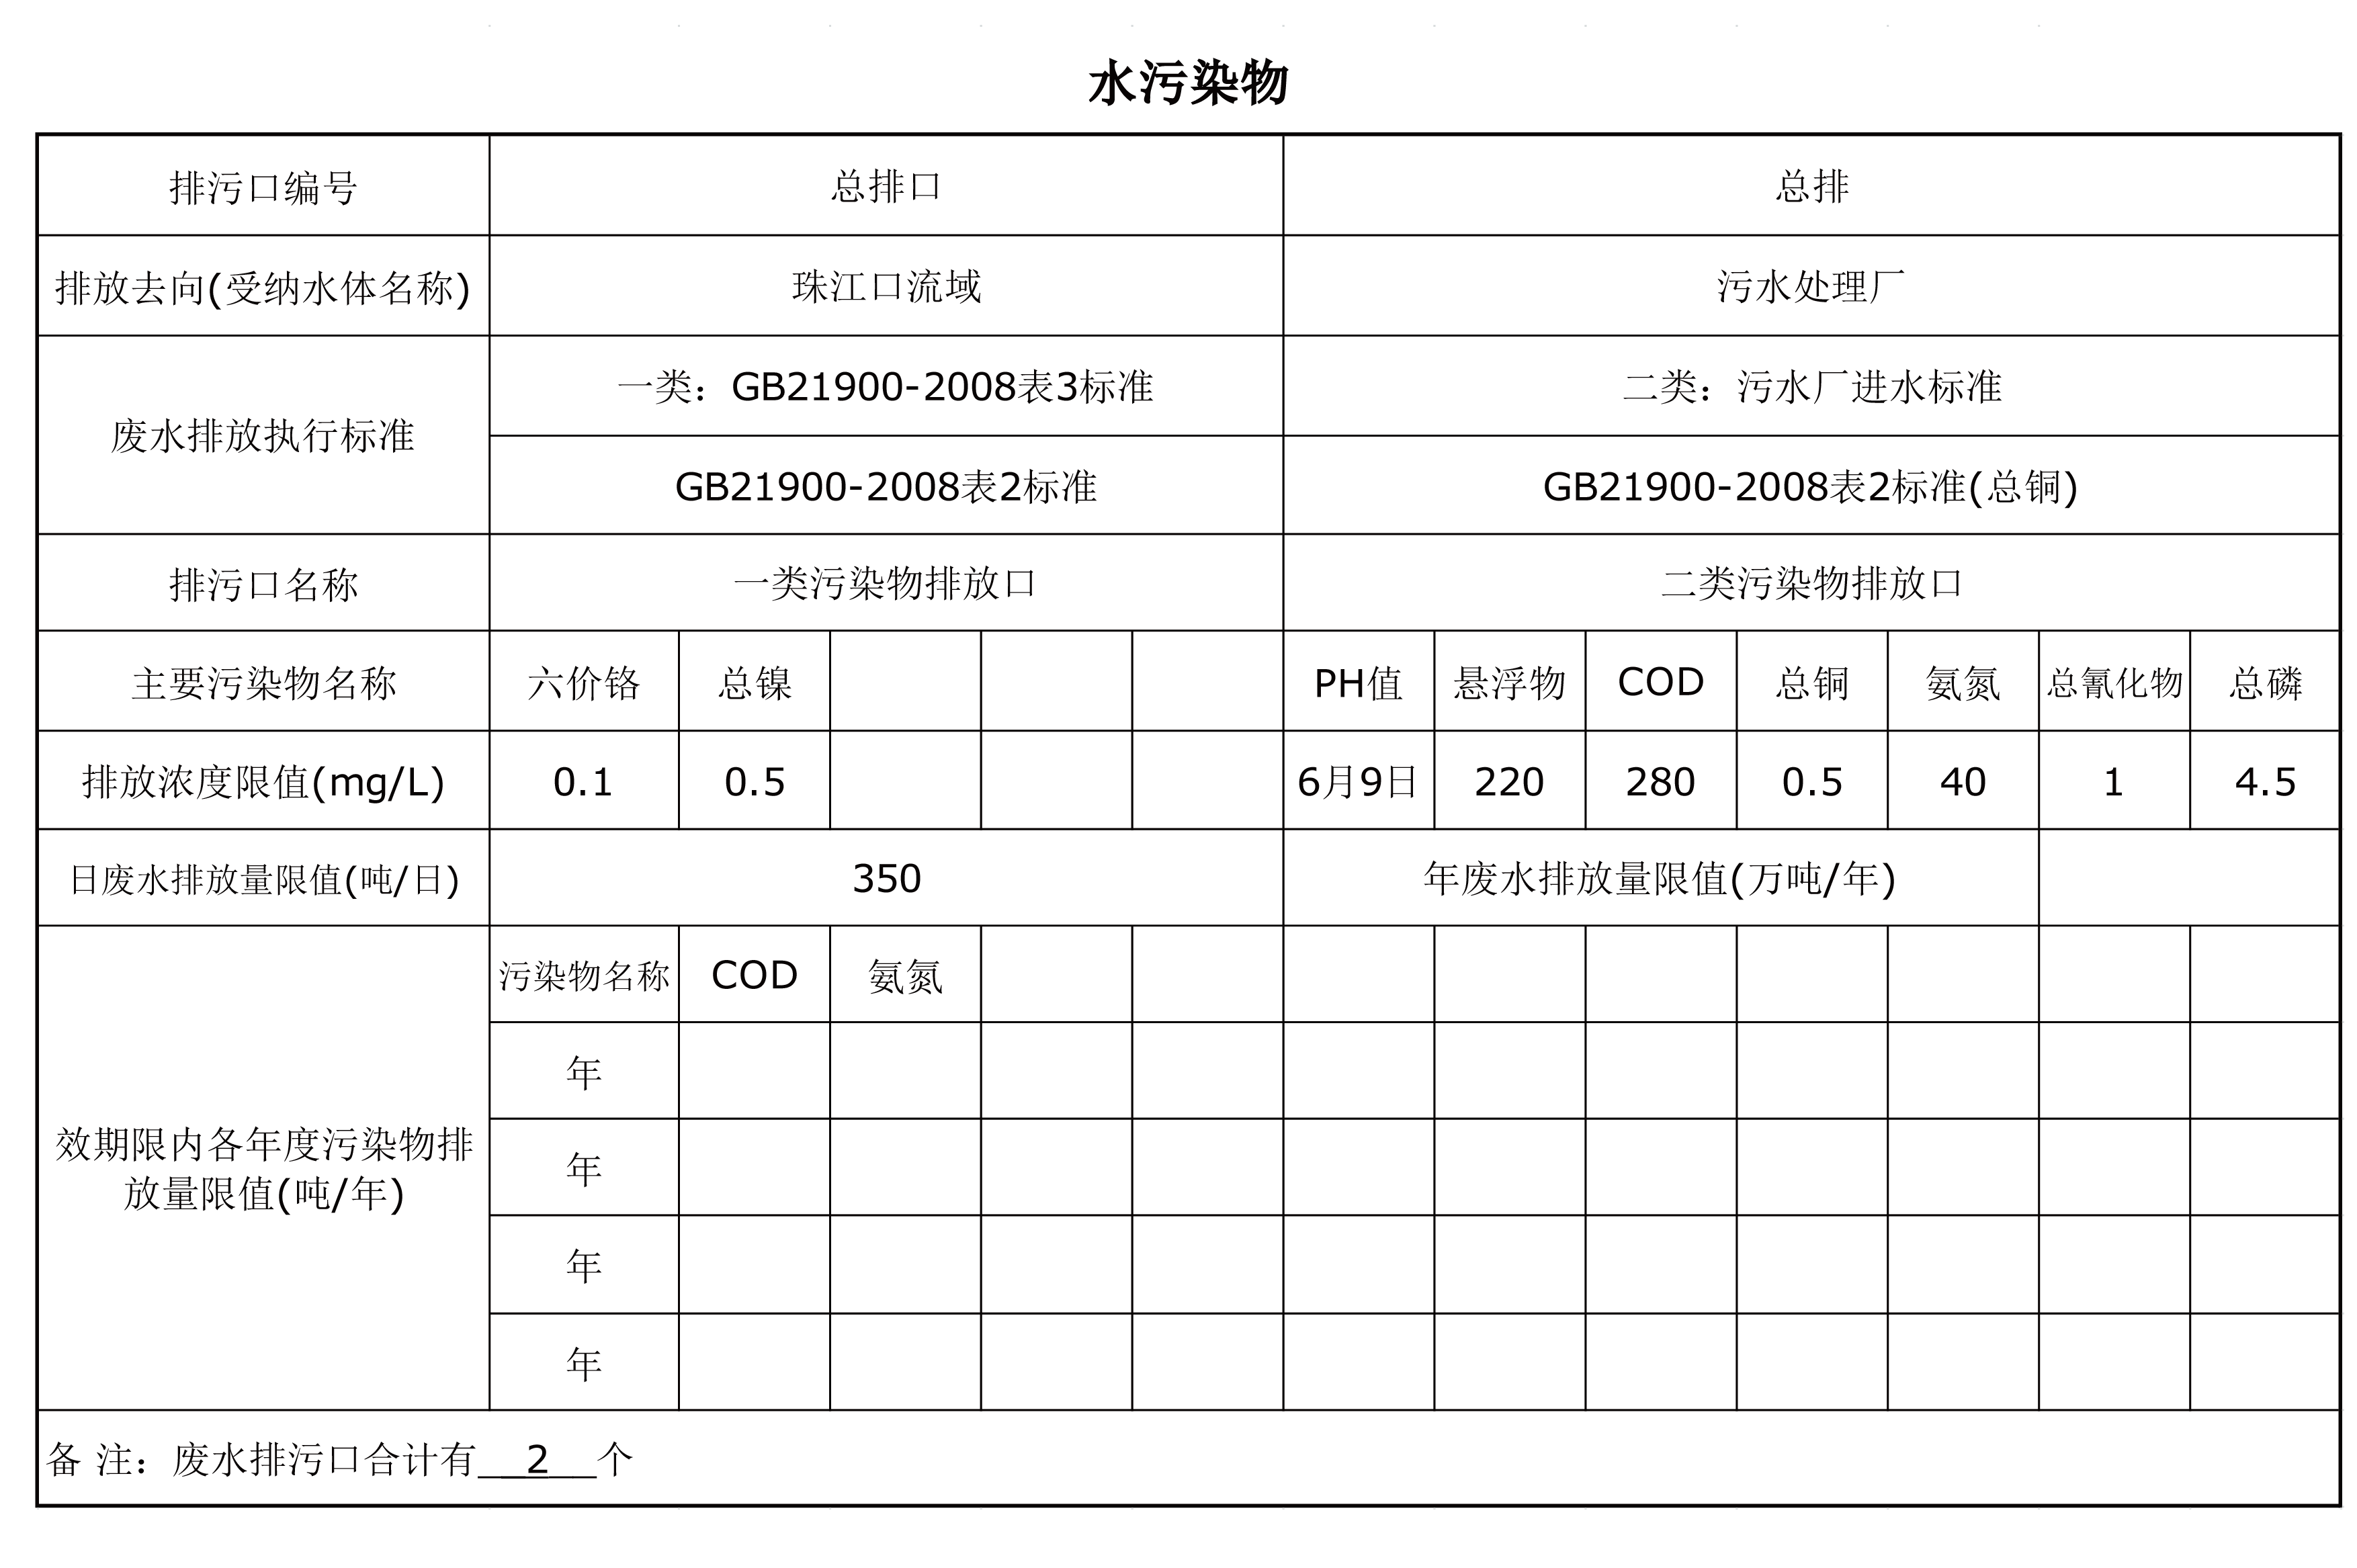 水污染物
排污口编号 总排口 总排
排放去向(受纳水体名称) 珠江口流域 污水处理厂
废水排放执行标准 一类：GB21900-2008表3标准 二类：污水厂进水标准
GB21900-2008表2标准 GB21900-2008表2标准(总铜)
排污口名称 一类污染物排放口 二类污染物排放口
主要污染物名称 六价铬 总镍 PH值 悬浮物 COD 总铜 氨氮 总氰化物 总磷
排放浓度限值(mg/L) 0.1 0.5 6月9日 220 280 0.5 40 1 4.5
日废水排放量限值(吨/日) 350 年废水排放量限值(万吨/年)
污染物名称 COD 氨氮
效期限内各年度污染物排
放量限值(吨/年)
年
年
年
年
备 注：废水排污口合计有__2__个